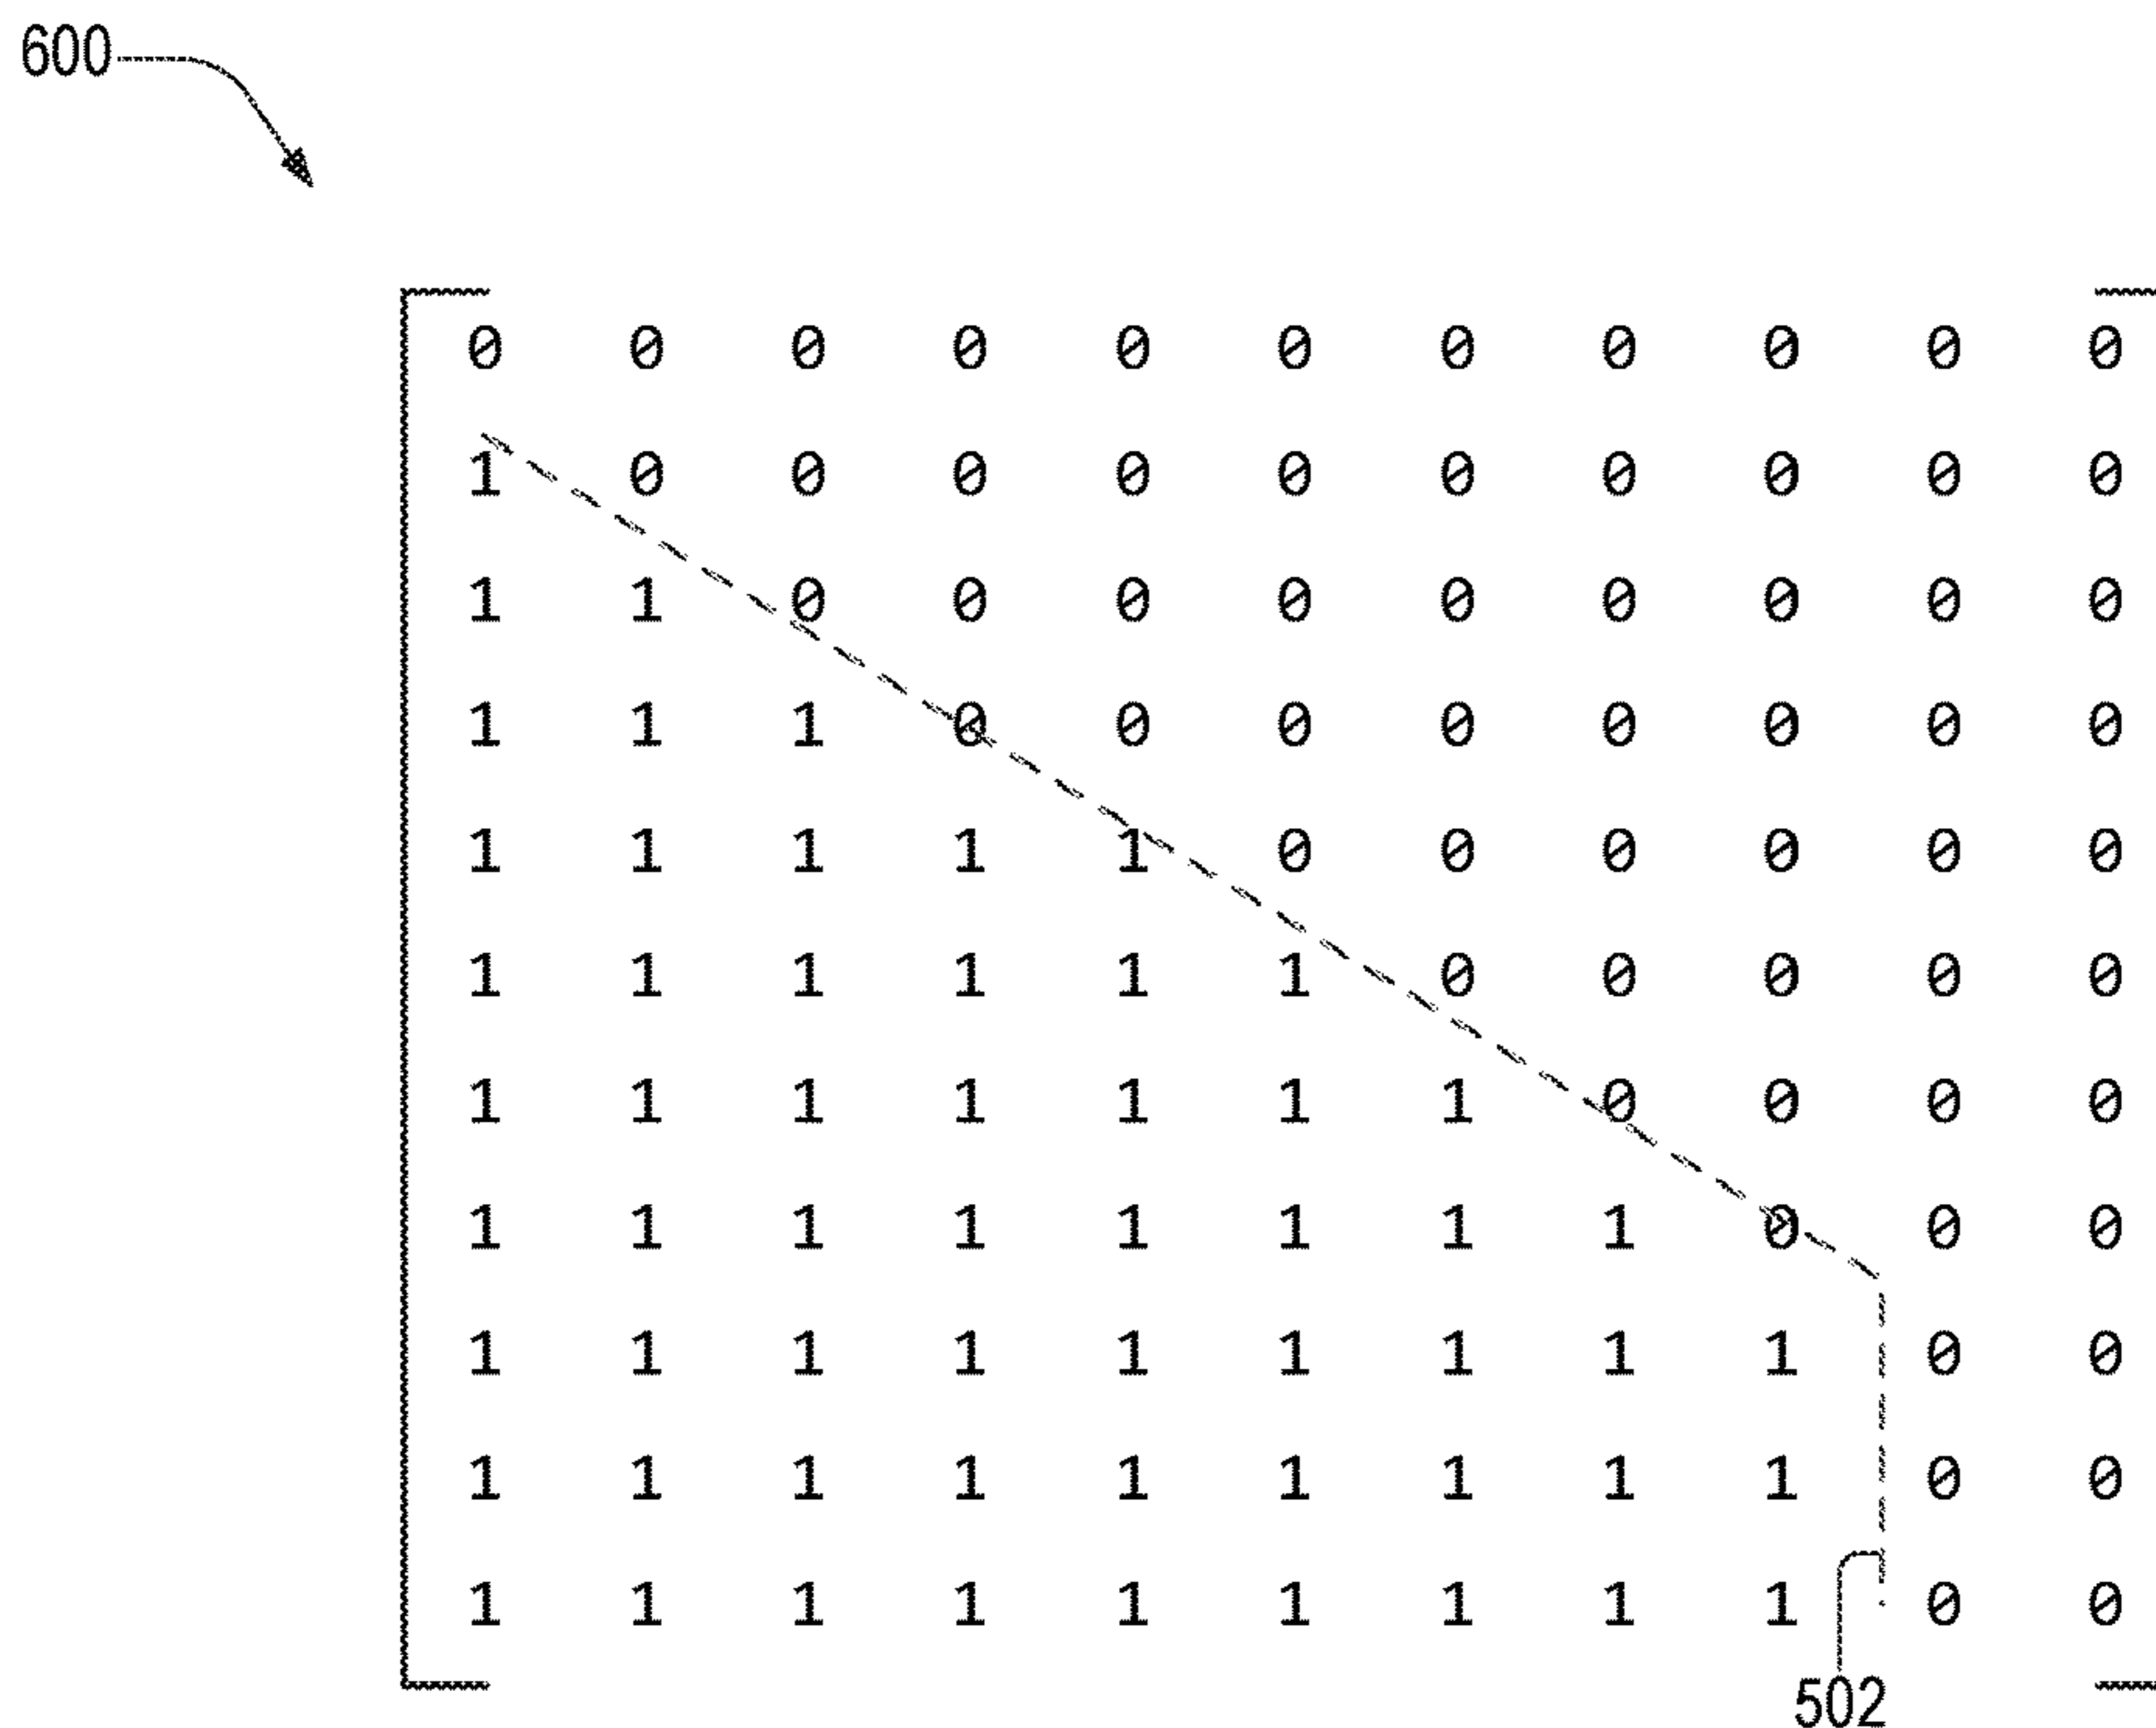 600
0 0 0 0 0 0 0 0 0 0 0
1 0 0 0 0 0 0 0 0 0 0
1 1 0 0 0 0 0 0 0 0 0
1 1 1 0 0 0 0 0 0 0 0
1 1 1 1 1 0 0 0 0 0 0
1 1 1 1 1 1 0 0 0 0 0
1 1 1 1 1 1 1 0 0 0 0
1 1 1 1 1 1 1 1 0 0 0
1 1 1 1 1 1 1 1 1 0 0
1 1 1 1 1 1 1 1 1 0 0
1 1 1 1 1 1 1 1 1 0 0
502